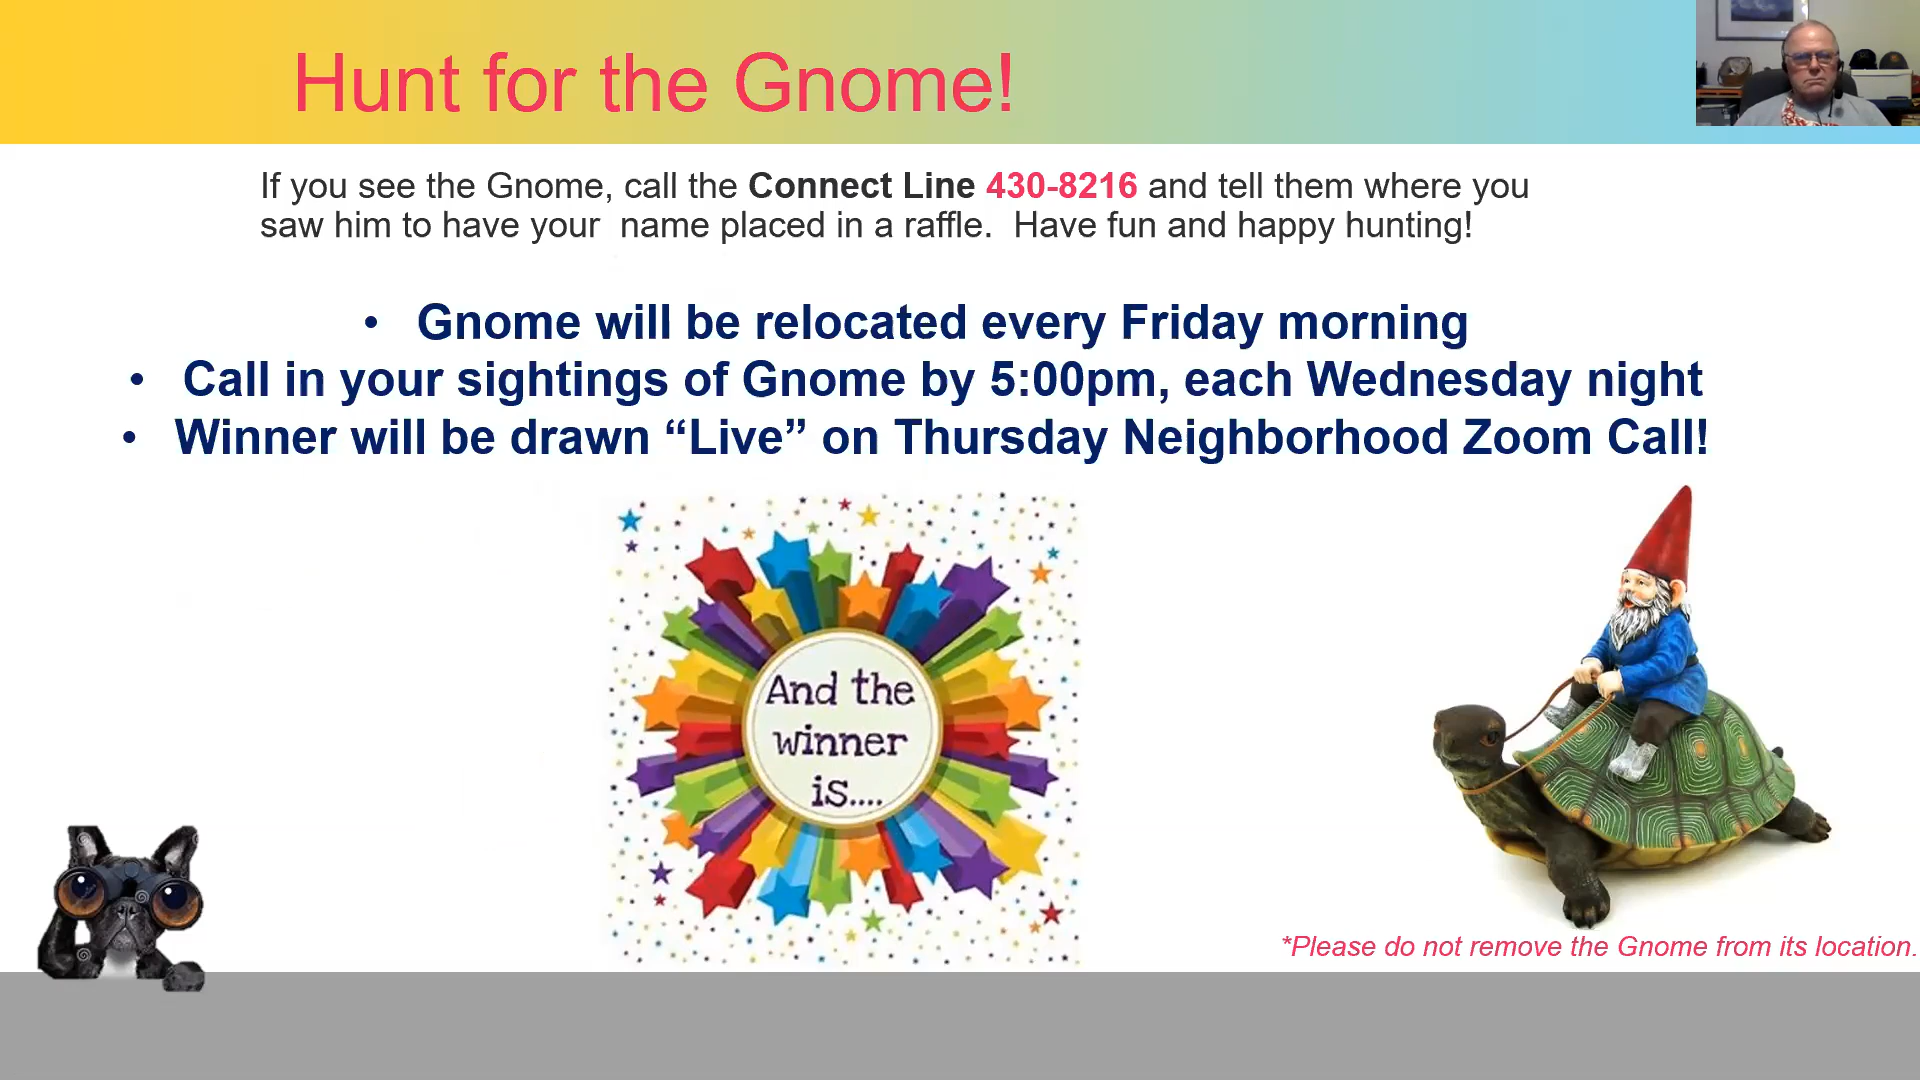 Hunt for the Gnome!
If you see the Gnome, call the Connect Line 430-8216 and tell them where you
saw him to have your name placed in a raffle. Have fun and happy hunting!
• Gnome will be relocated every Friday morning
• Call in your sightings of Gnome by 5:00pm, each Wednesday night
• Winner will be drawn “Live” on Thursday Neighborhood Zoom Call!
And the
winner
is....
*Please do not remove the Gnome from its location.